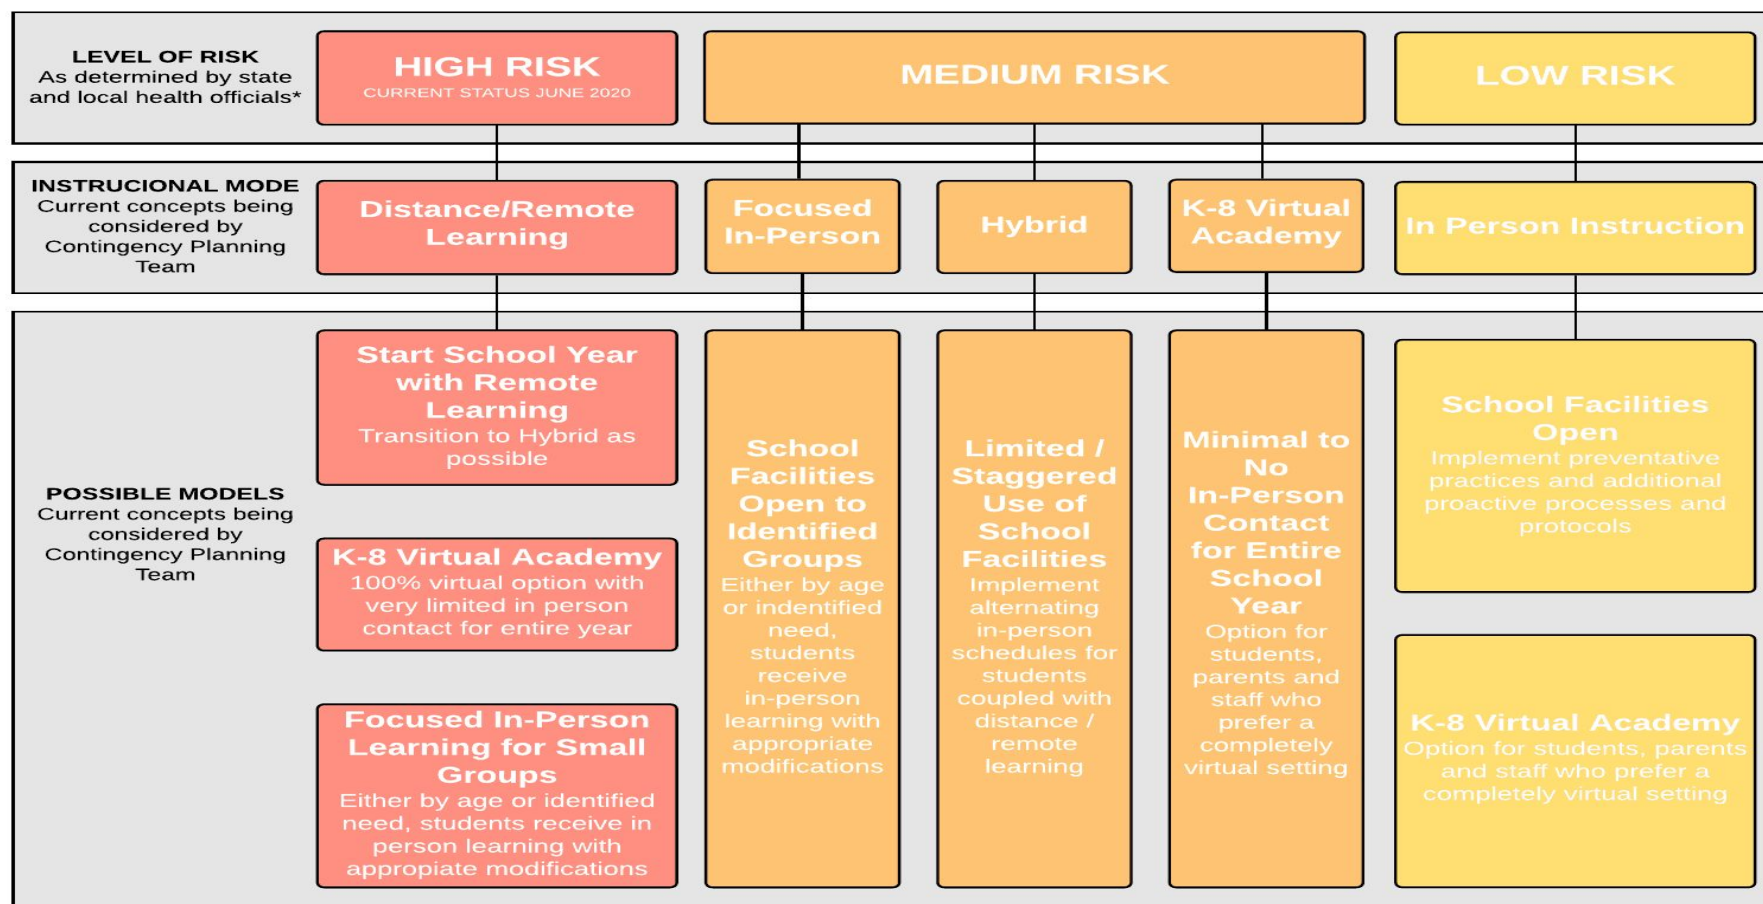 LEVEL OF RISK
As determined by state
and local health officials*
HIGH RISK
CURRENT STATUS JUNE 2020
MEDIUM RISK
LOW RISK
INSTRUCIONAL MODE
Current concepts being
considered by
Contingency Planning
Team
Distance/Remote
Learning
Focused
In-Person
Hybrid
K-8 Virtual
Academy
In Person Instruction
POSSIBLE MODELS
Current concepts being
considered by
Contingency Planning
Team
Start School Year
with Remote
Learning
Transition to Hybrid as
possible
K-8 Virtual Academy
100% virtual option with
very limited in person
contact for entire year
Focused In-Person
Learning for Small
Groups
Either by age or identified
need, students receive in
person learning with
appropiate modifications
School
Facilities
Open to
Identified
Groups
Either by age
or indentified
need,
students
receive
in-person
learning with
appropriate
modifications
Limited /
Staggered
Use of
School
Facilities
Implement
alternating
in-person
schedules for
students
coupled with
distance /
remote
learning
Minimal to
No
In-Person
Contact
for Entire
School
Year
Option for
students,
parents and
staff who
prefer a
completely
virtual setting
School Facilities
Open
Implement preventative
practices and additional
proactive processes and
protocols
K-8 Virtual Academy
Option for students, parents
and staff who prefer a
completely virtual setting